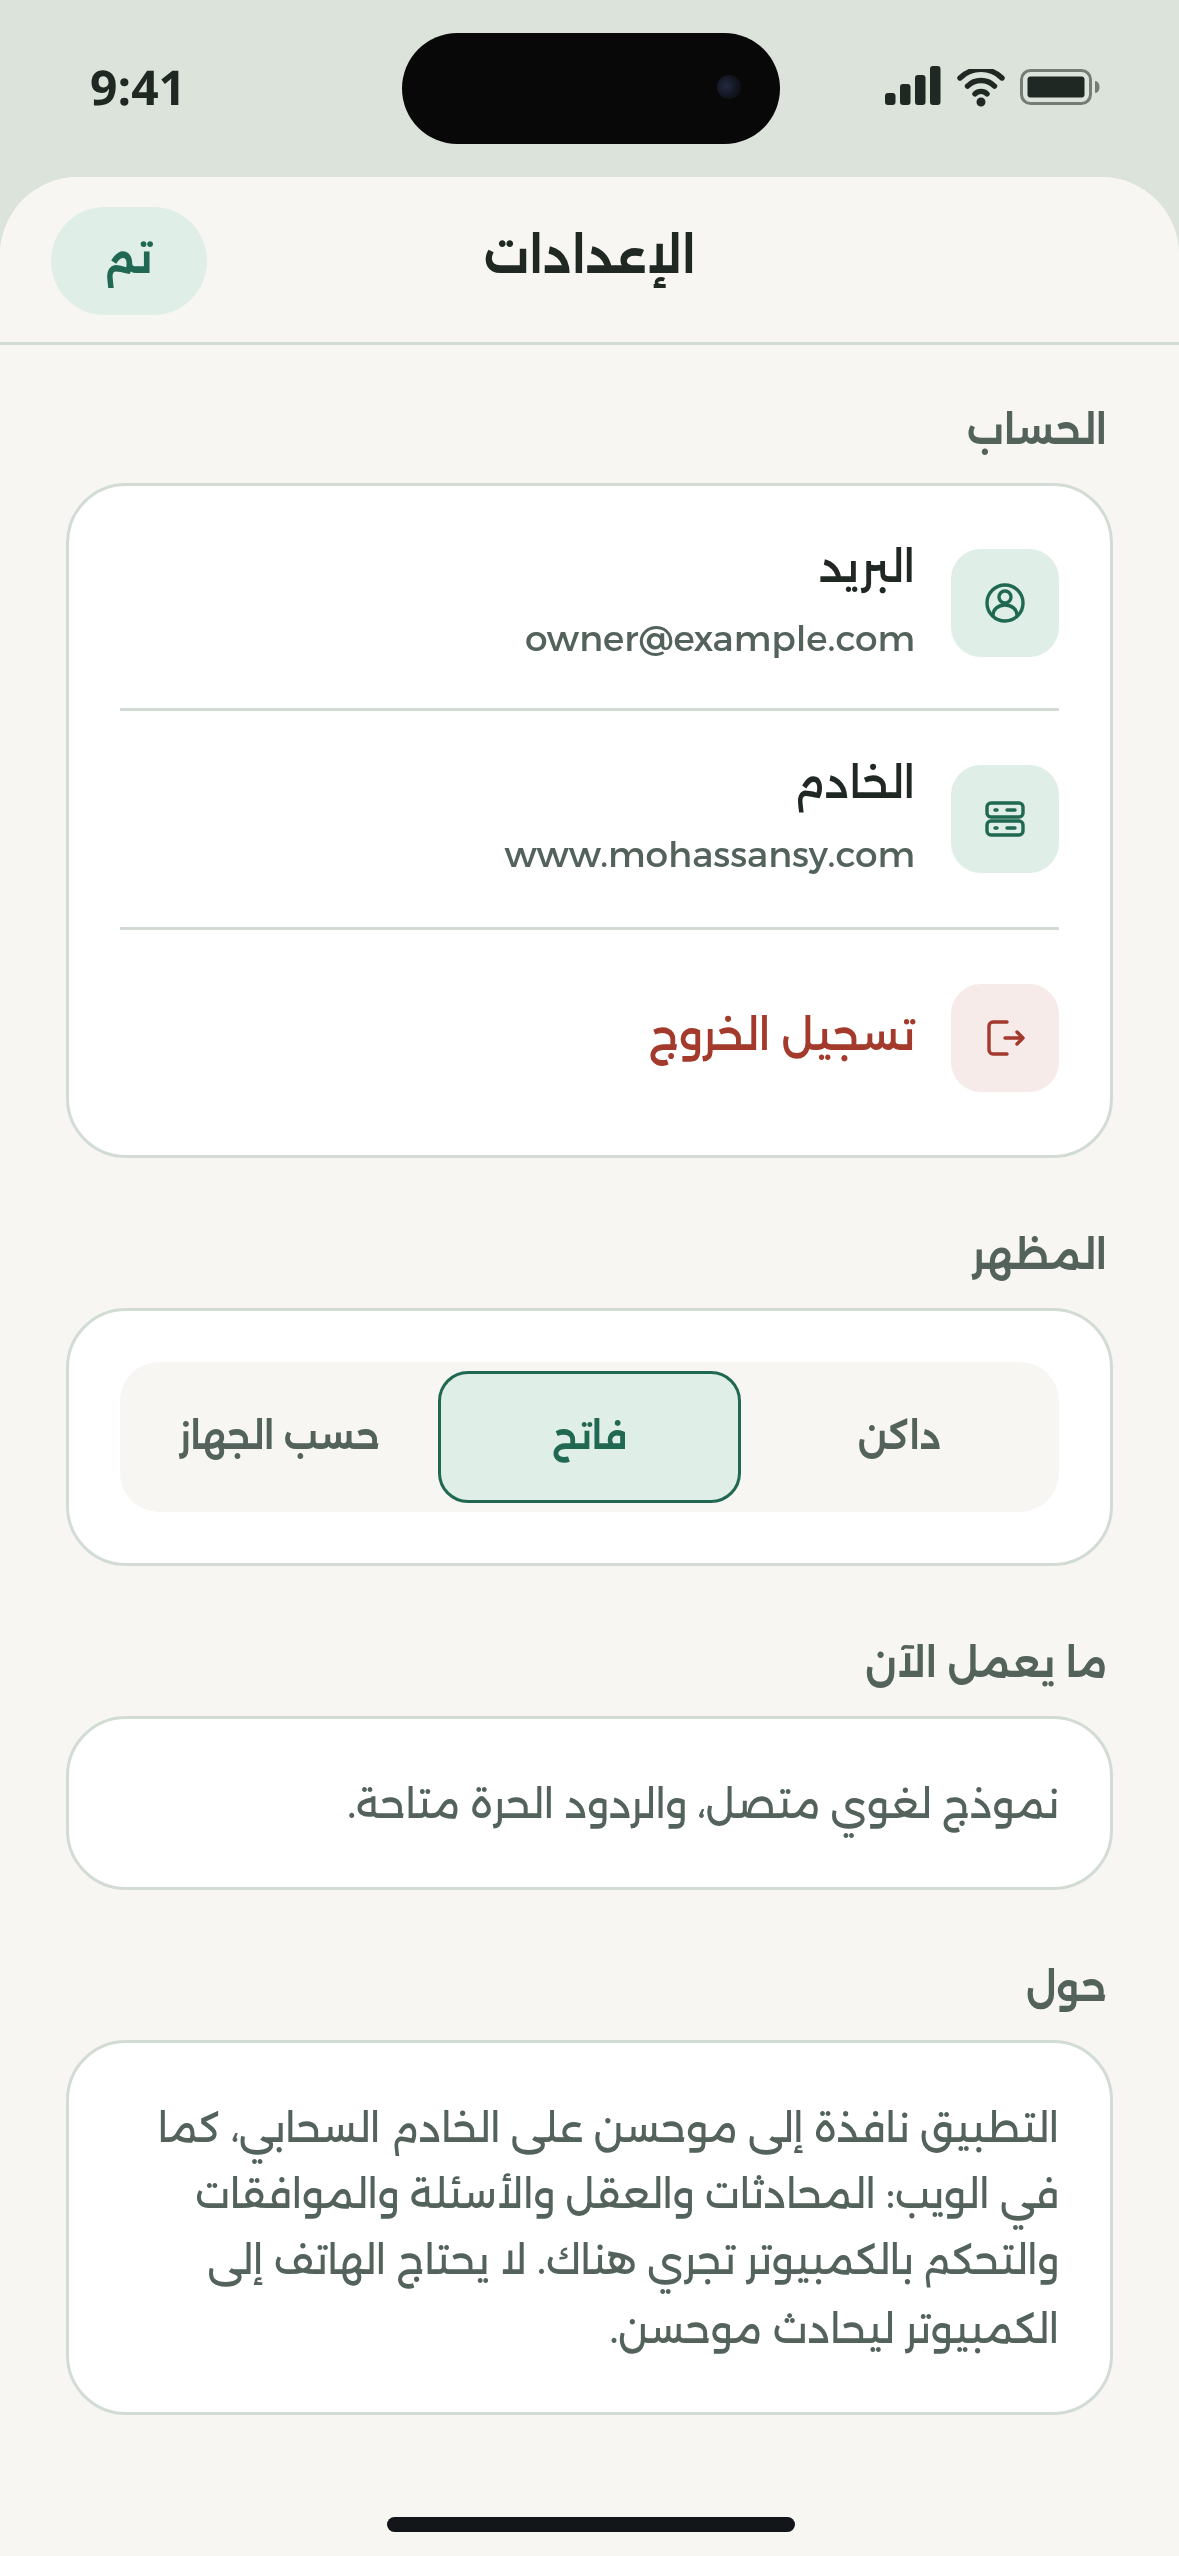 9:41
الإعدادات
تم
الحساب
البريد
owner@example.com
الخادم
www.mohassansy.com
تسجيل الخروج
المظهر
داكن
فاتح
حسب الجهاز
ما يعمل الآن
نموذج لغوي متصل، والردود الحرة متاحة.
حول
التطبيق نافذة إلى موحسن على الخادم السحابي، كما
في الويب: المحادثات والعقل والأسئلة والموافقات
والتحكم بالكمبيوتر تجري هناك. لا يحتاج الهاتف إلى
الكمبيوتر ليحادث موحسن.